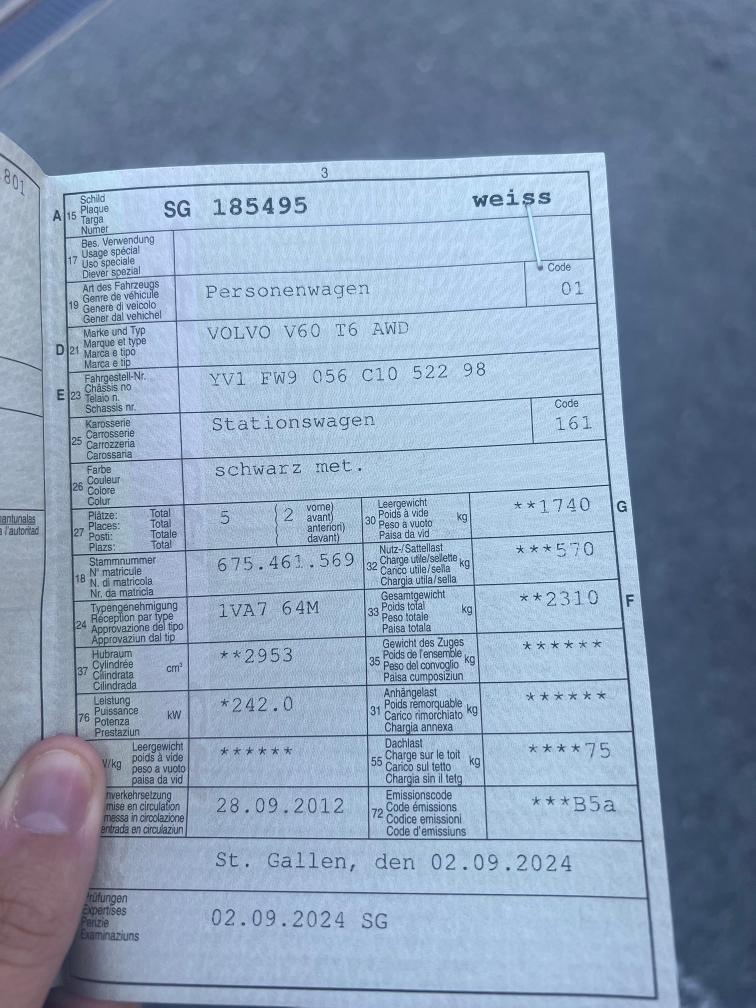 801
3
A 15 Schild Plaque Targa Numer SG 185495 weiss
17 Bes. Verwendung Usage spécial Uso speciale Diever spezial
19 Art des Fahrzeugs Genre de véhicule Genere di veicolo Gener dal vehichel Personenwagen Code 01
D 21 Marke und Typ Marque et type Marca e tipo Marca e tip VOLVO V60 T6 AWD
E 23 Fahrgestell-Nr. Châssis no Telaio n. Schassis nr. YV1 FW9 056 C10 522 98
25 Karosserie Carrosserie Carrozzeria Carossaria Stationswagen Code 161
26 Farbe Couleur Colore Colur schwarz met.
27 Plätze: Total Places: Total Posti: Totale Plazs: Total 5 2 vorne) avant) anteriori) davant)
30 Leergewicht Poids à vide Peso a vuoto Paisa da vid kg **1740 G
18 Stammnummer N° matricule N. di matricola Nr. da matricla 675.461.569
32 Nutz-/Sattellast Charge utile/sellette Carico utile/sella Chargia utila/sella kg ***570
24 Typengenehmigung Réception par type Approvazione del tipo Approvaziun dal tip 1VA7 64M
33 Gesamtgewicht Poids total Peso totale Paisa totala kg **2310 F
37 Hubraum Cylindrée Cilindrata Cilindrada cm³ **2953
35 Gewicht des Zuges Poids de l'ensemble Peso del convoglio Paisa cumposiziun kg ******
76 Leistung Puissance Potenza Prestaziun kW *242.0
31 Anhängelast Poids remorquable Carico rimorchiato Chargia annexa kg ******
/kg Leergewicht poids à vide peso a vuoto paisa da vid ******
55 Dachlast Charge sur le toit Carico sul tetto Chargia sin il tetg kg ****75
nverkehrsetzung mise en circulation messa in circolazione entrada en circulaziun 28.09.2012
72 Emissionscode Code émissions Codice emissioni Code d'emissiuns ***B5a
St. Gallen, den 02.09.2024
Prüfungen Expertises Perizie Examinaziuns 02.09.2024 SG
antunalas
a l'autoritad